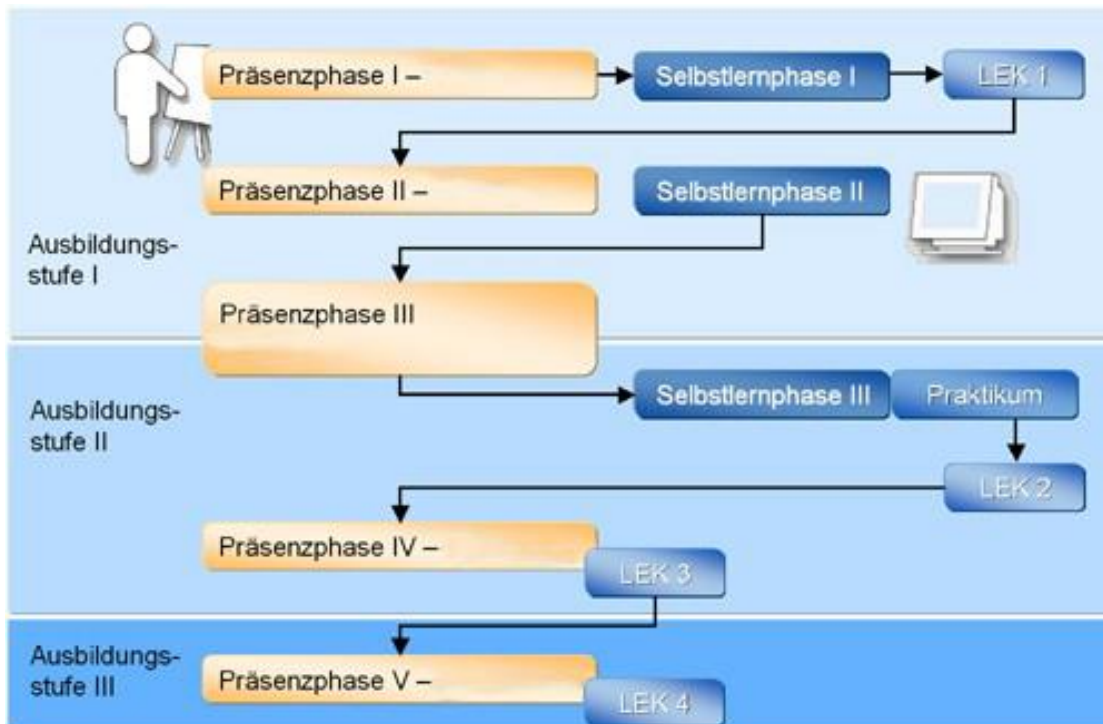 Präsenzphase I –
Selbstlernphase I
LEK 1
Präsenzphase II –
Selbstlernphase II
Ausbildungs-
stufe I
Präsenzphase III
Ausbildungs-
stufe II
Selbstlernphase III
Praktikum
LEK 2
Präsenzphase IV –
LEK 3
Ausbildungs-
stufe III
Präsenzphase V –
LEK 4